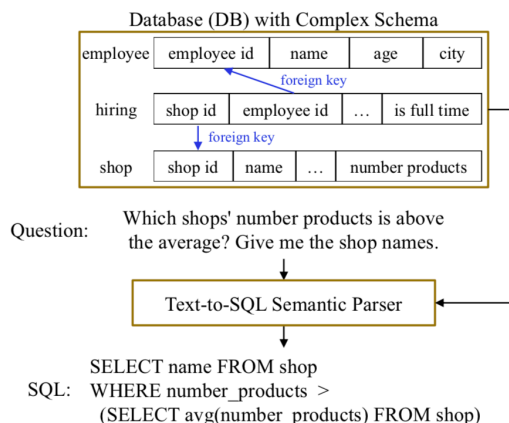 Database (DB) with Complex Schema
employee employee id name age city
foreign key
hiring shop id employee id ... is full time
foreign key
shop shop id name ... number products
Question: Which shops' number products is above
the average? Give me the shop names.
Text-to-SQL Semantic Parser
SELECT name FROM shop
SQL: WHERE number_products >
(SELECT avg(number_products) FROM shop)